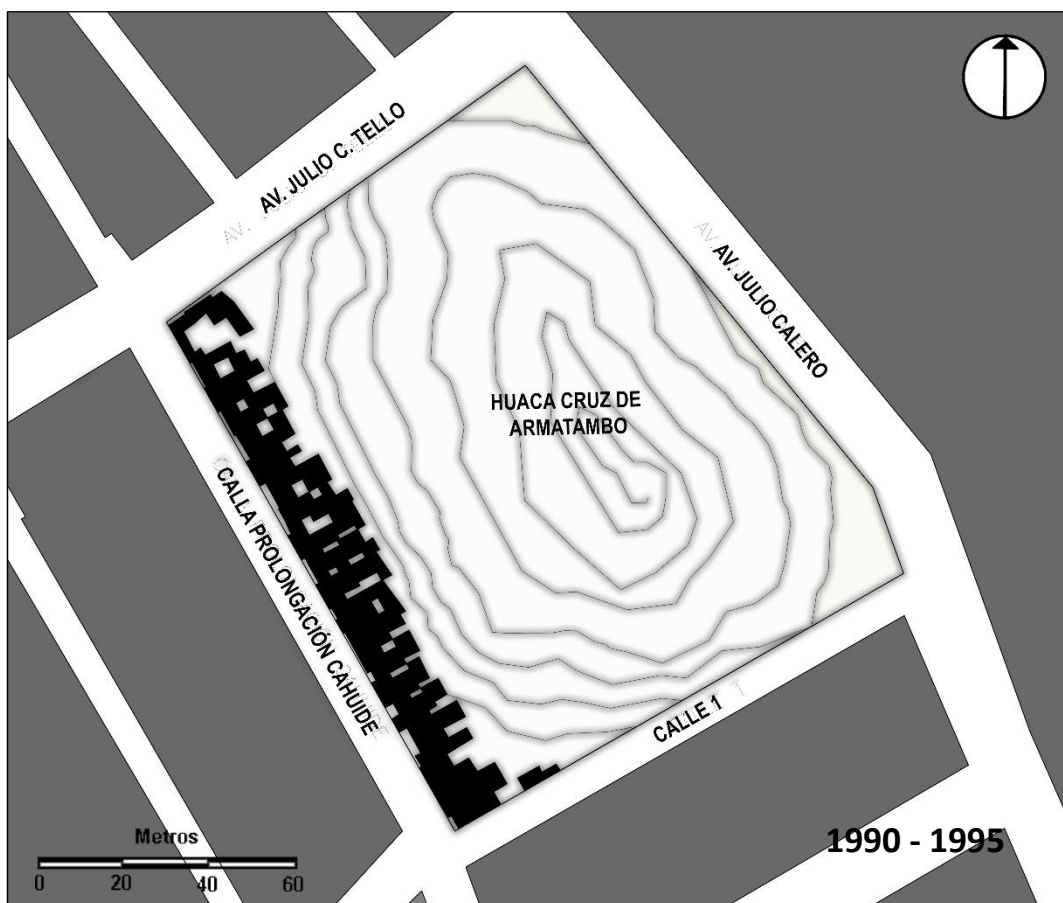 AV. JULIO C. TELLO
AV. JULIO CALERO
HUACA CRUZ DE
ARMATAMBO
CALLA PROLONGACIÓN CAHUIDE
CALLE 1
Metros
0 20 40 60
1990 - 1995